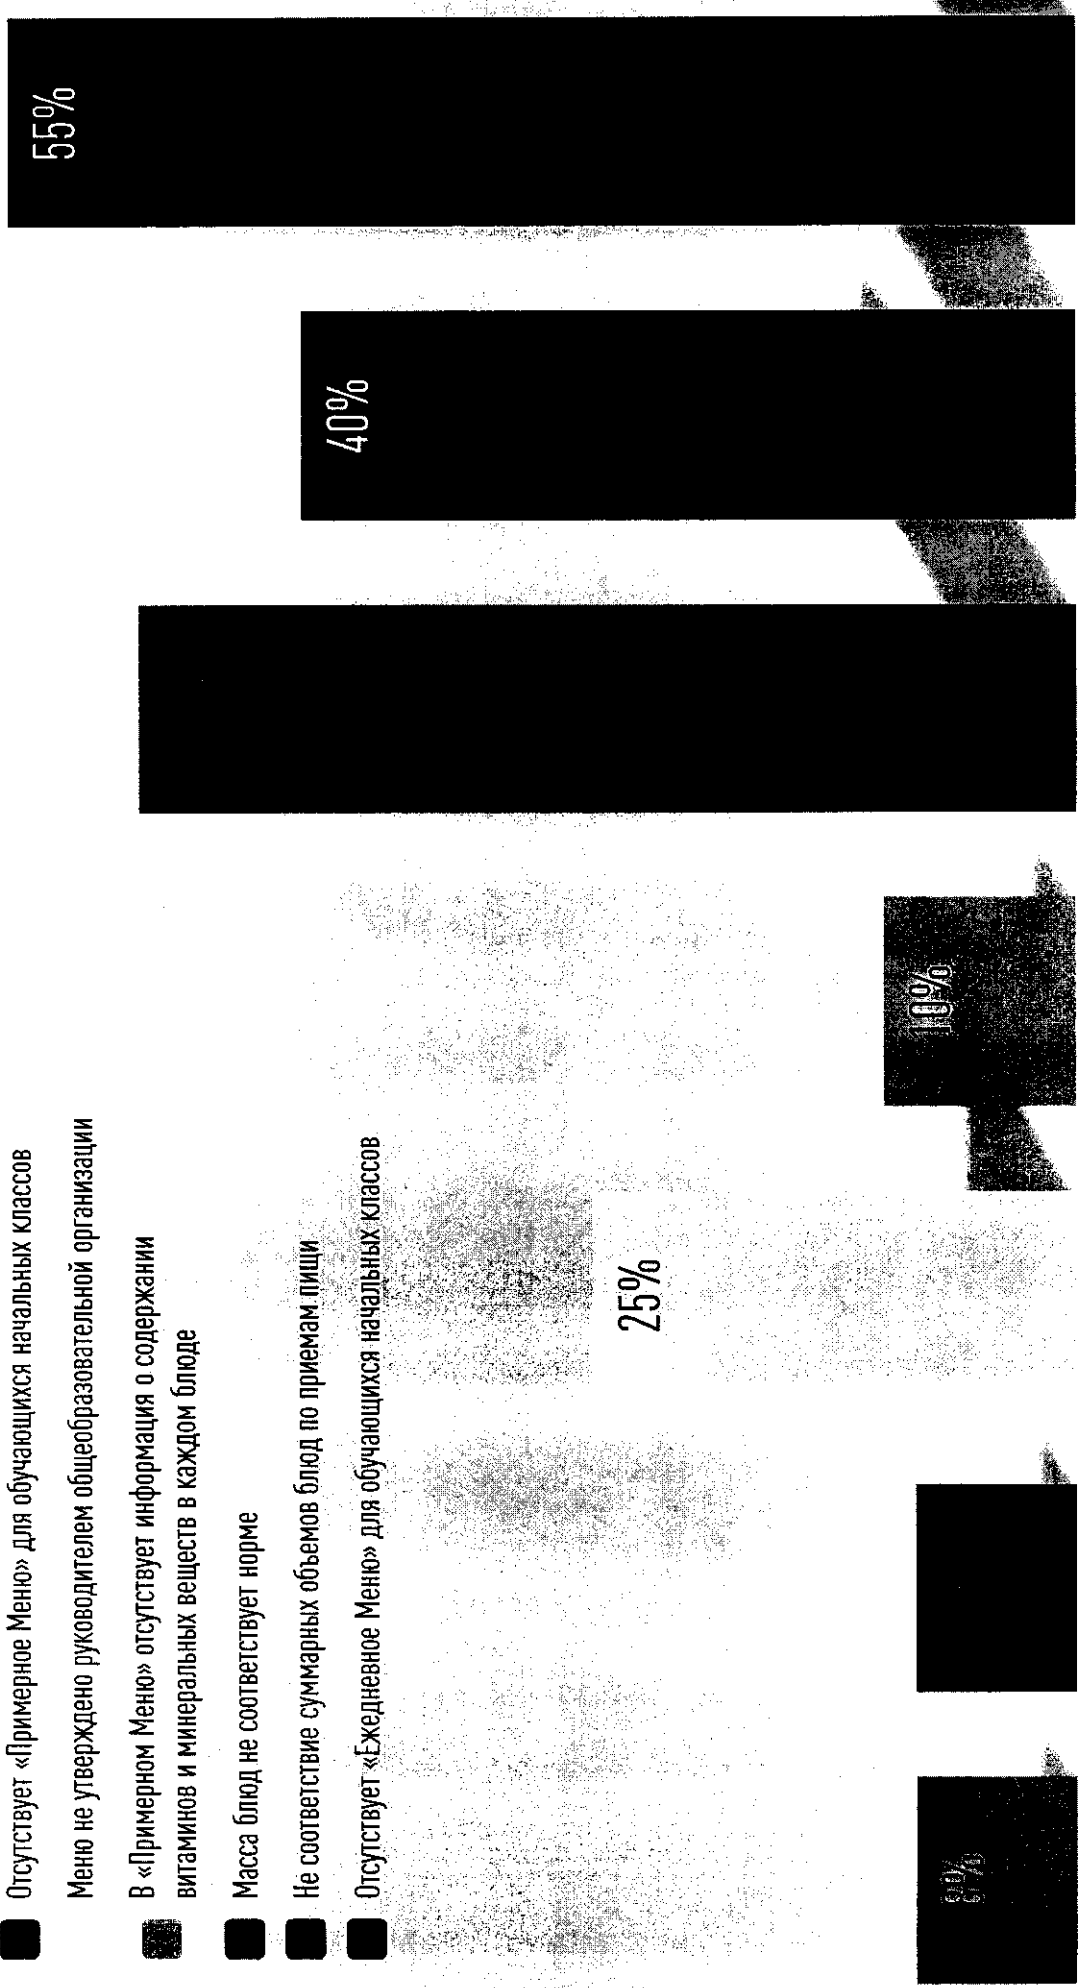 Отсутствует «Примерное Меню» для обучающихся начальных классов
Меню не утверждено руководителем общеобразовательной организации
В «Примерном Меню» отсутствует информация о содержании
витаминов и минеральных веществ в каждом блюде
Масса блюд не соответствует норме
Не соответствие суммарных объемов блюд по приемам пищи
Отсутствует «Ежедневное Меню» для обучающихся начальных классов
25%
10%
40%
55%